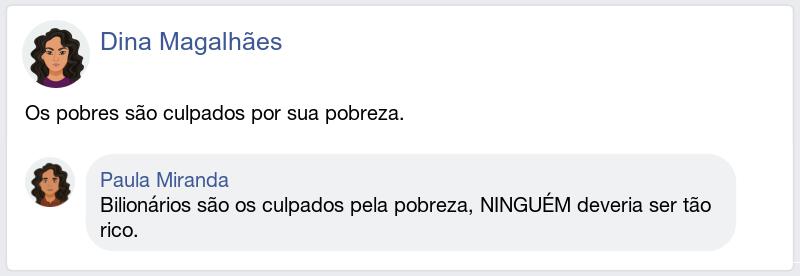 Dina Magalhães
Os pobres são culpados por sua pobreza.
Paula Miranda
Bilionários são os culpados pela pobreza, NINGUÉM deveria ser tão
rico.